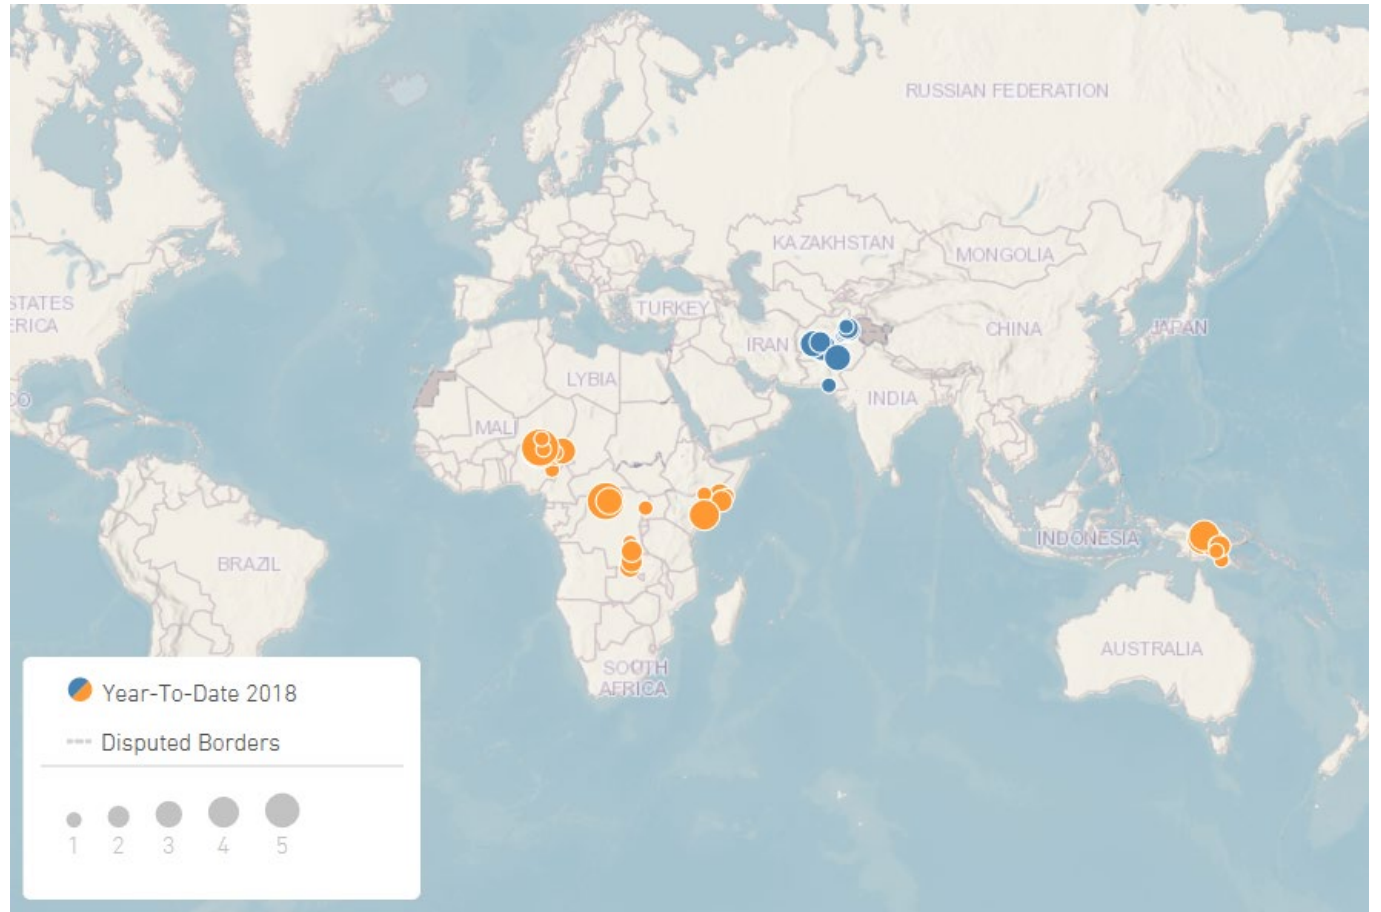 RUSSIAN FEDERATION
KAZAKHSTAN
MONGOLIA
STATES
ERICA
TURKEY
IRAN
CHINA
JAPAN
LYBIA
INDIA
CO
MALI
INDONESIA
BRAZIL
AUSTRALIA
SOUTH
AFRICA
Year-To-Date 2018
Disputed Borders
1 2 3 4 5